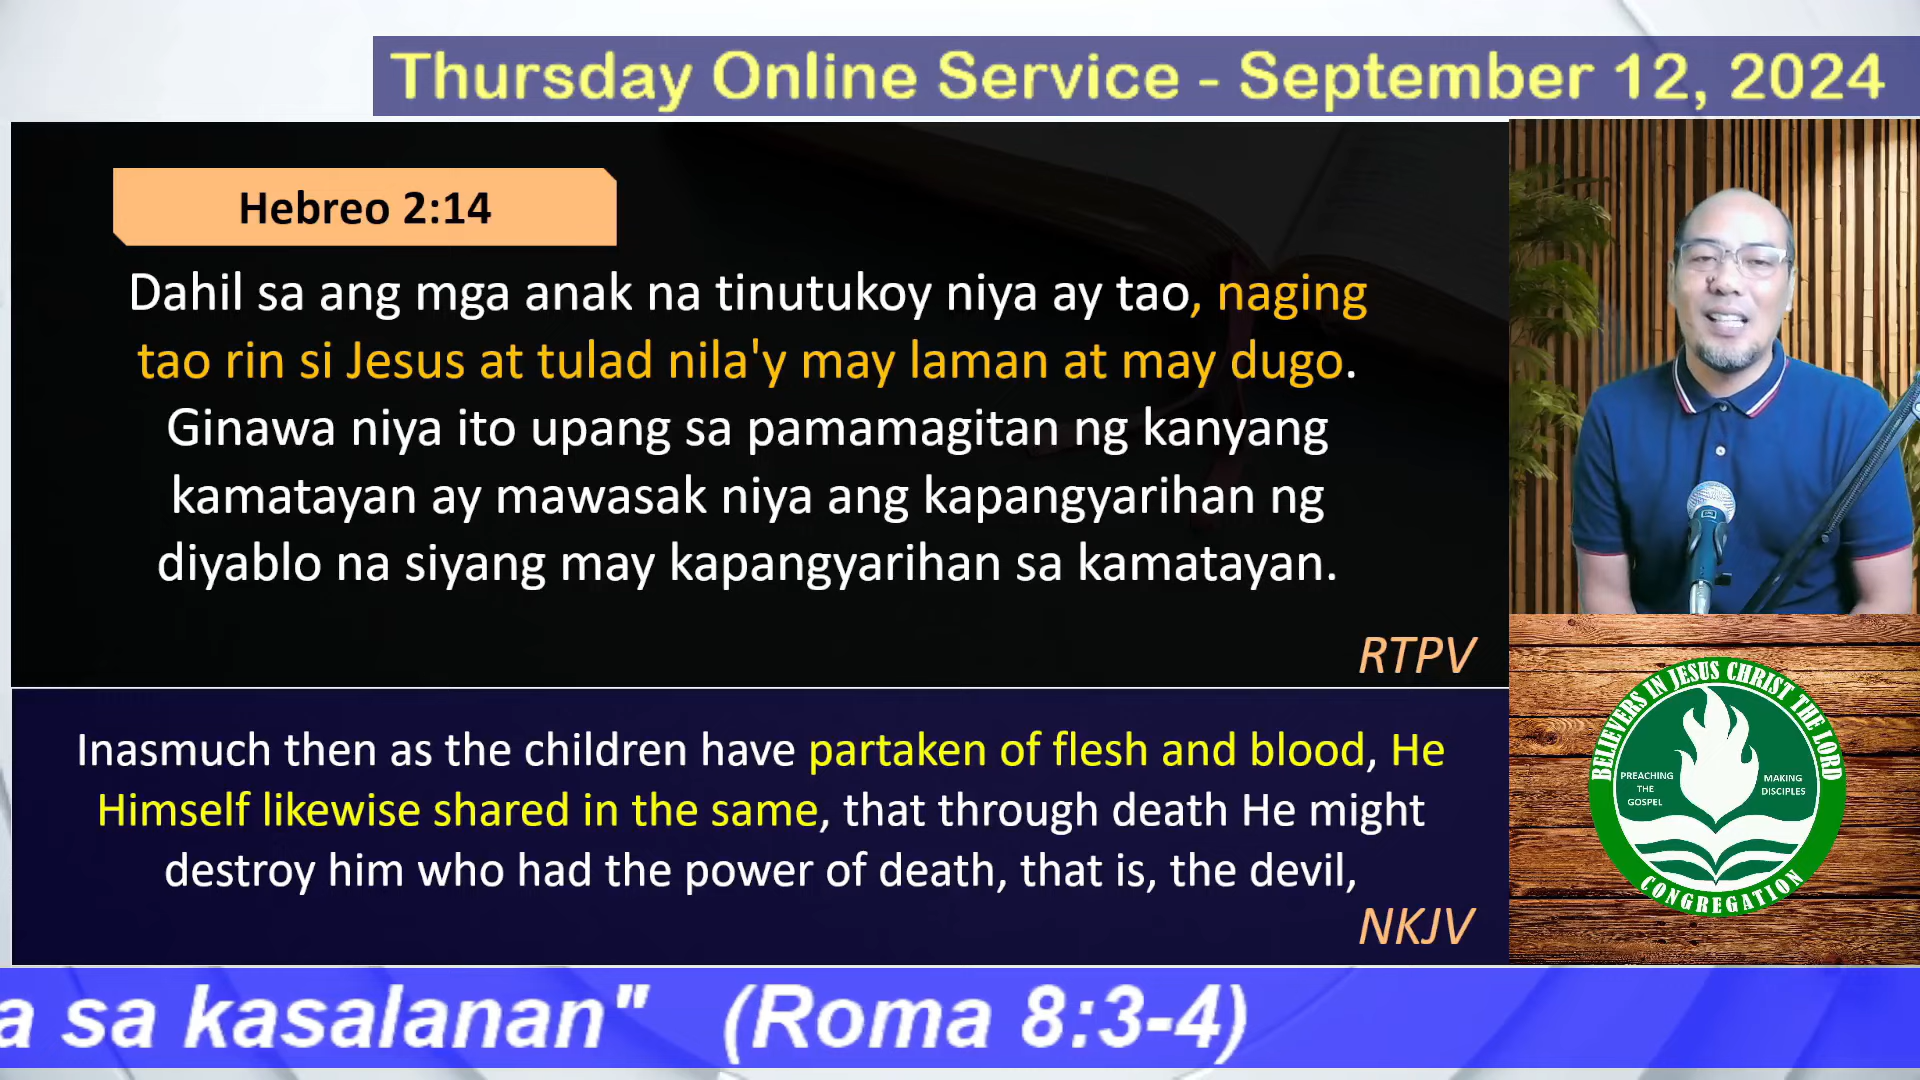 Thursday Online Service - September 12, 2024
Hebreo 2:14
Dahil sa ang mga anak na tinutukoy niya ay tao, naging
tao rin si Jesus at tulad nila'y may laman at may dugo.
Ginawa niya ito upang sa pamamagitan ng kanyang
kamatayan ay mawasak niya ang kapangyarihan ng
diyablo na siyang may kapangyarihan sa kamatayan.
RTPV
Inasmuch then as the children have partaken of flesh and blood, He
Himself likewise shared in the same, that through death He might
destroy him who had the power of death, that is, the devil,
NKJV
BELIEVERS IN JESUS CHRIST THE LORD
PREACHING
THE
GOSPEL
MAKING
DISCIPLES
CONGREGATION
a sa kasalanan" (Roma 8:3-4)